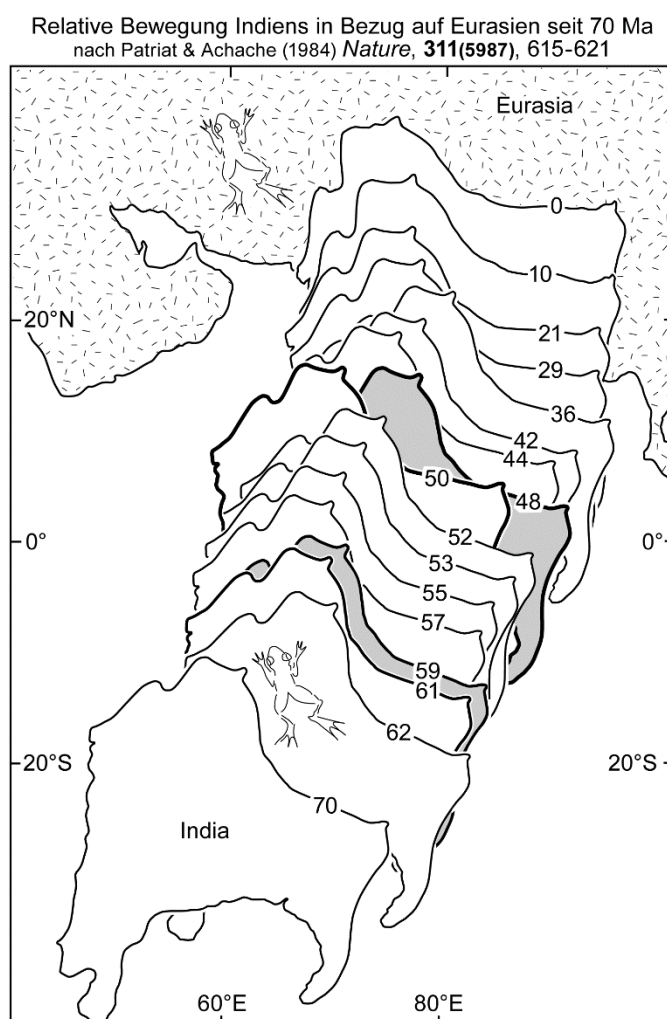 Relative Bewegung Indiens in Bezug auf Eurasien seit 70 Ma
nach Patriat & Achache (1984) Nature, 311(5987), 615-621
Eurasia
0
10
20°N
21
29
36
42
44
50
48
52
0°
0°
53
55
57
59
61
62
20°S
20°S
70
India
60°E
80°E